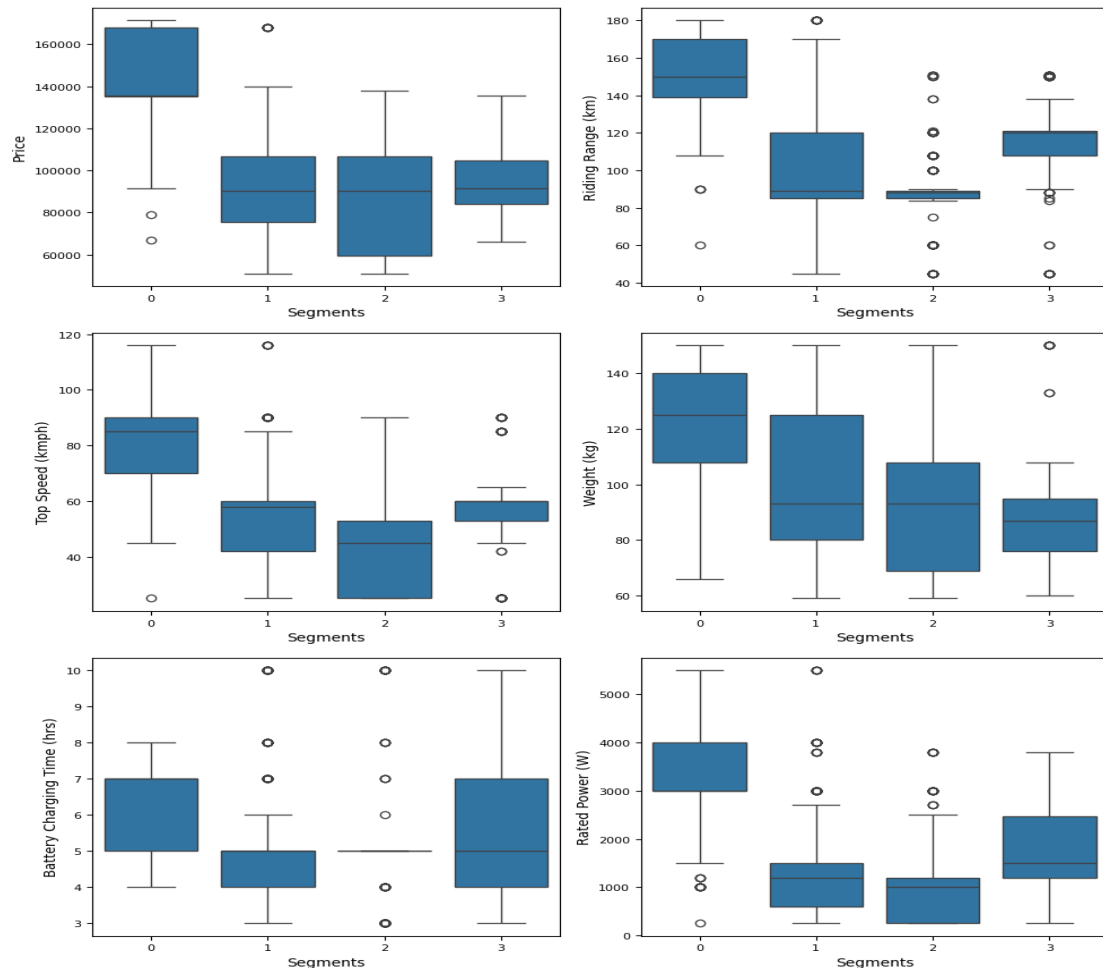 Price
160000
140000
120000
100000
80000
60000
0 1 2 3
Segments
Riding Range (km)
180
160
140
120
100
80
60
40
0 1 2 3
Segments
Top Speed (kmph)
120
100
80
60
40
0 1 2 3
Segments
Weight (kg)
140
120
100
80
60
0 1 2 3
Segments
Battery Charging Time (hrs)
10
9
8
7
6
5
4
3
0 1 2 3
Segments
Rated Power (W)
5000
4000
3000
2000
1000
0
0 1 2 3
Segments